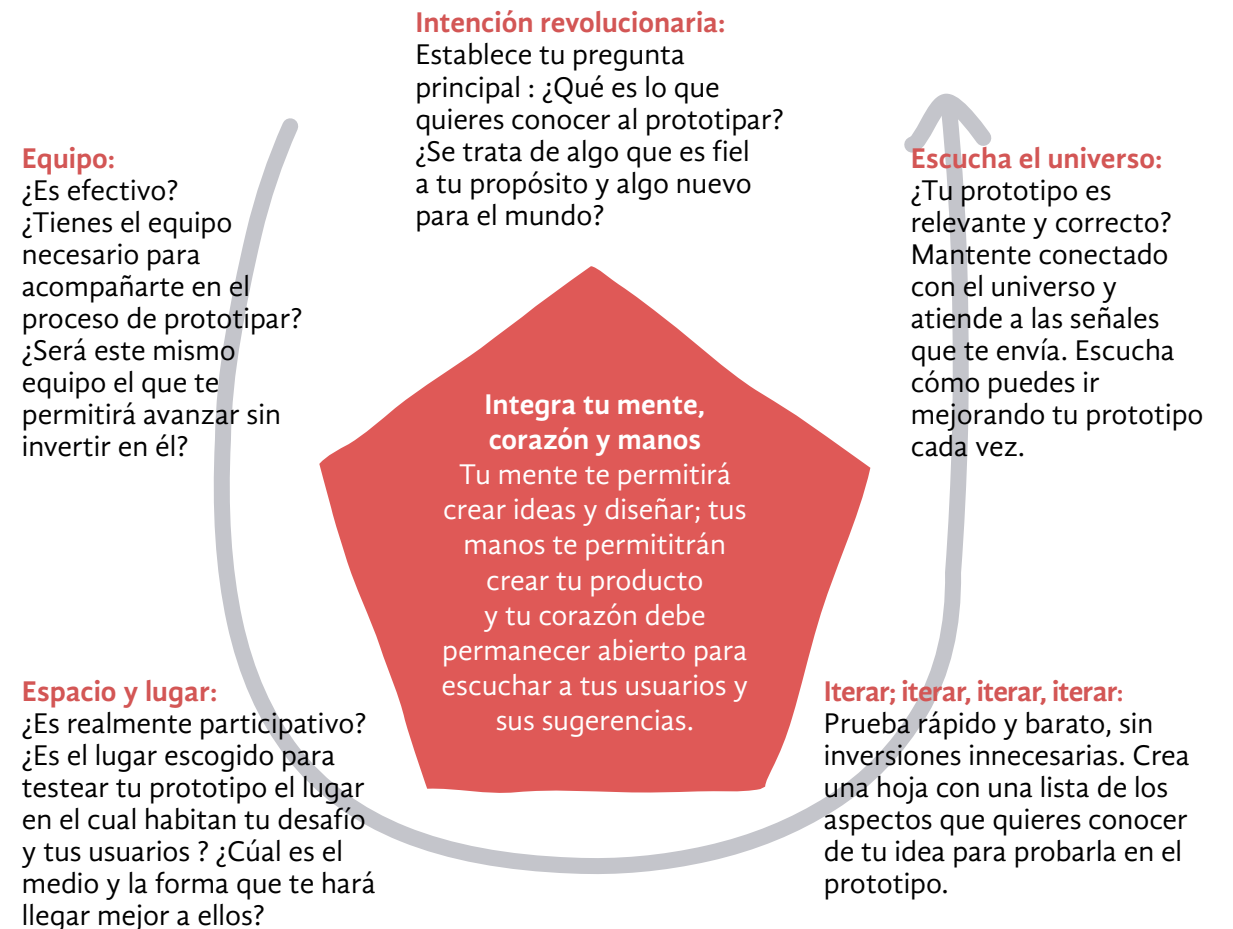 Intención revolucionaria:
Establece tu pregunta
principal : ¿Qué es lo que
quieres conocer al prototipar?
¿Se trata de algo que es fiel
a tu propósito y algo nuevo
para el mundo?
Equipo:
¿Es efectivo?
¿Tienes el equipo
necesario para
acompañarte en el
proceso de prototipar?
¿Será este mismo
equipo el que te
permitirá avanzar sin
invertir en él?
Escucha el universo:
¿Tu prototipo es
relevante y correcto?
Mantente conectado
con el universo y
atiende a las señales
que te envía. Escucha
cómo puedes ir
mejorando tu prototipo
cada vez.
Integra tu mente,
corazón y manos
Tu mente te permitirá
crear ideas y diseñar; tus
manos te permititrán
crear tu producto
y tu corazón debe
permanecer abierto para
escuchar a tus usuarios y
sus sugerencias.
Espacio y lugar:
¿Es realmente participativo?
¿Es el lugar escogido para
testear tu prototipo el lugar
en el cual habitan tu desafío
y tus usuarios ? ¿Cúal es el
medio y la forma que te hará
llegar mejor a ellos?
Iterar; iterar, iterar, iterar:
Prueba rápido y barato, sin
inversiones innecesarias. Crea
una hoja con una lista de los
aspectos que quieres conocer
de tu idea para probarla en el
prototipo.